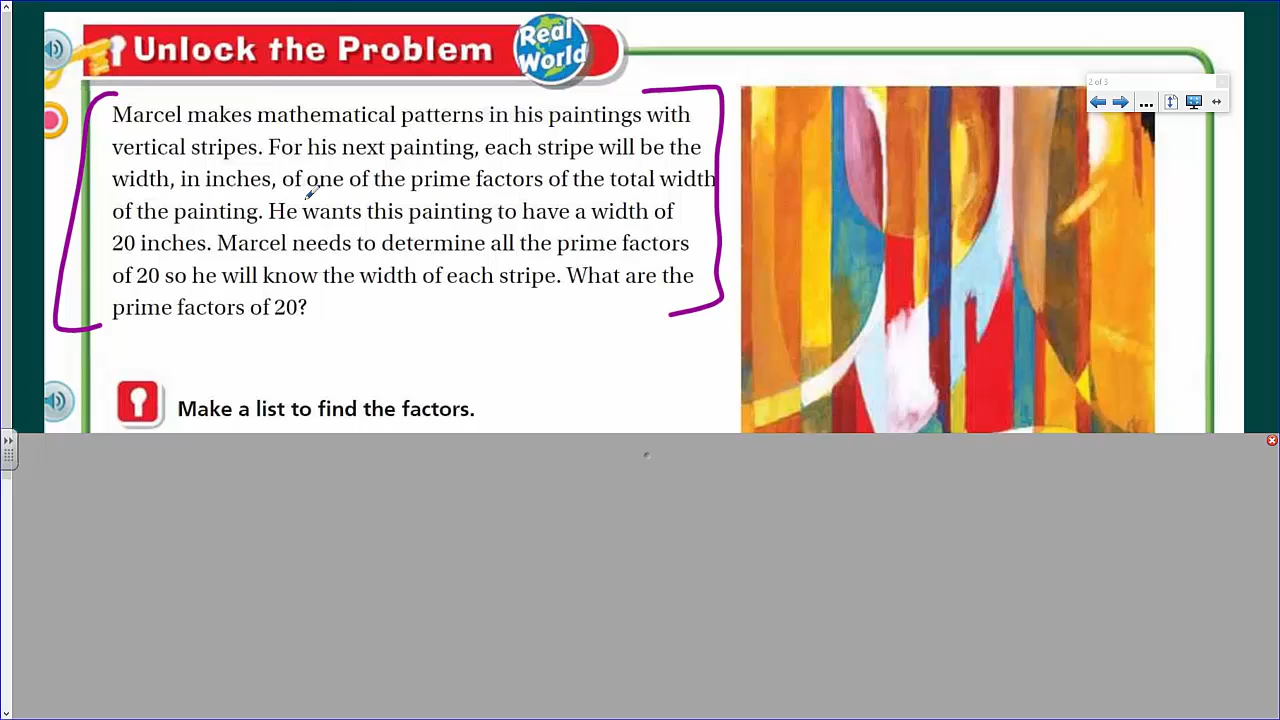 Unlock the Problem
Real
World
2 of 3
Marcel makes mathematical patterns in his paintings with
vertical stripes. For his next painting, each stripe will be the
width, in inches, of one of the prime factors of the total width
of the painting. He wants this painting to have a width of
20 inches. Marcel needs to determine all the prime factors
of 20 so he will know the width of each stripe. What are the
prime factors of 20?
Make a list to find the factors.